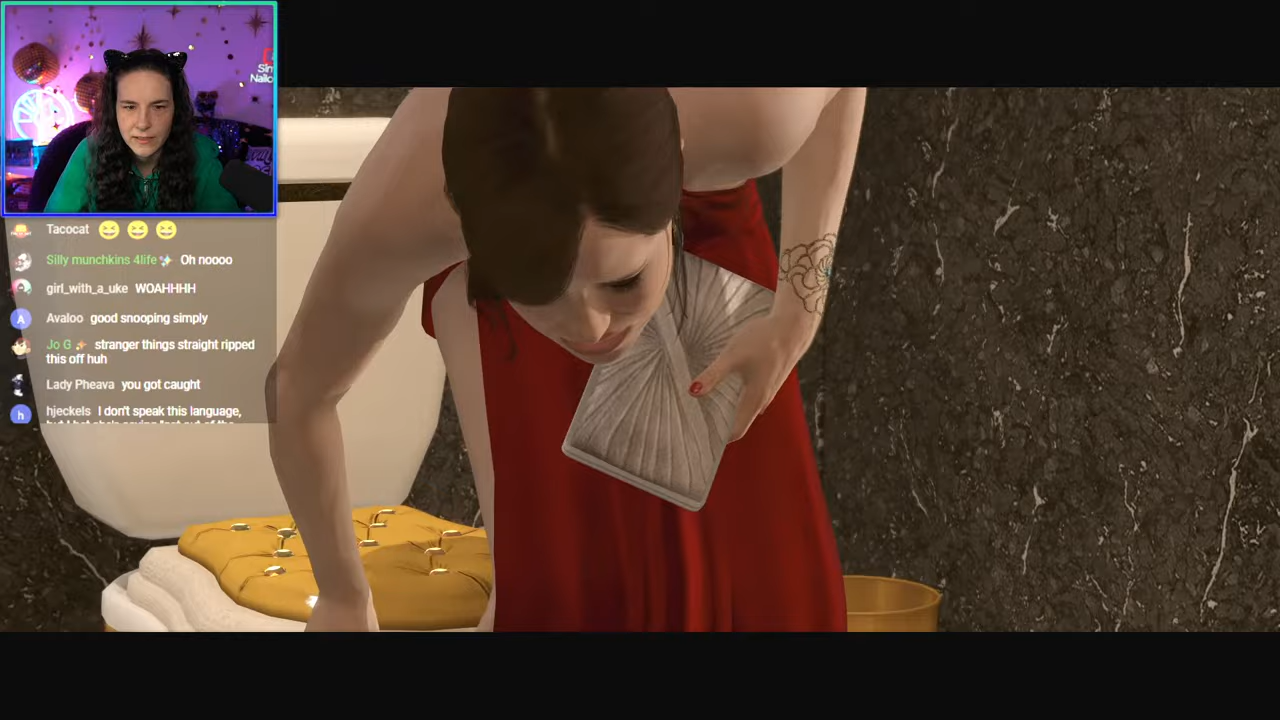 Tacocat
Silly munchkins 4life Oh noooo
girl_with_a_uke WOAHHHH
A Avaloo good snooping simply
Jo G stranger things straight ripped
this off huh
Lady Pheava you got caught
h hjeckels I don't speak this language,